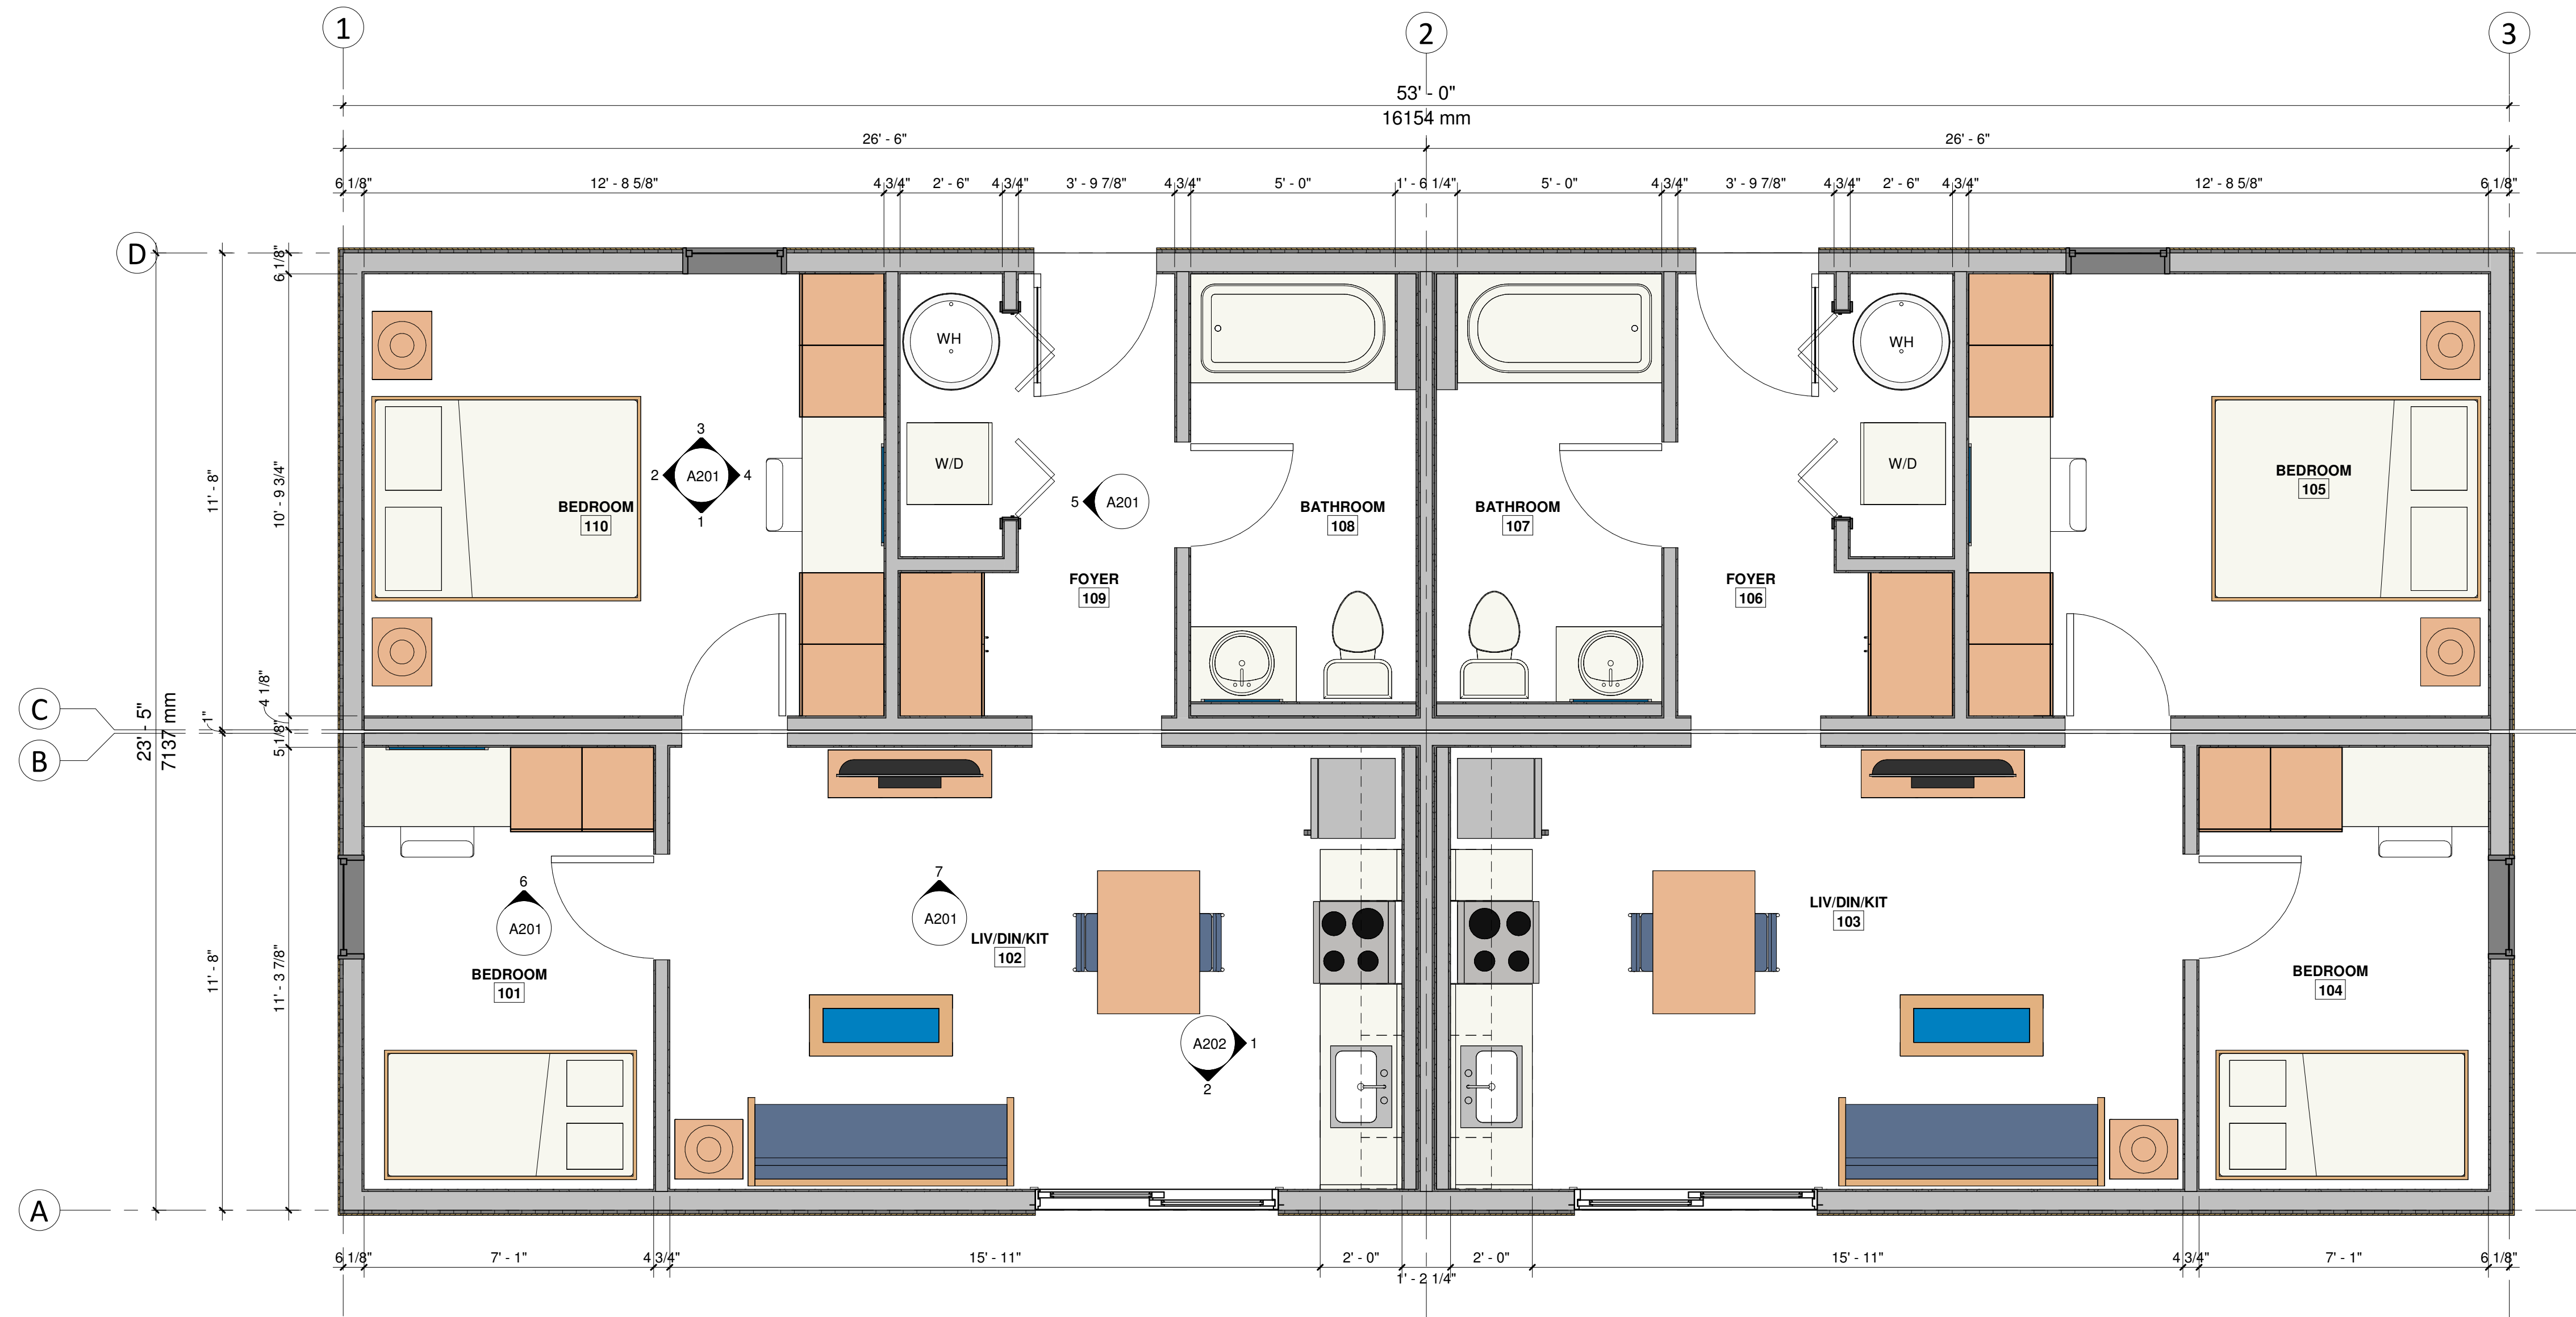 1
2
3
53' - 0"
16154 mm
26' - 6"
26' - 6"
6 1/8"
12' - 8 5/8"
4 3/4"
2' - 6"
4 3/4"
3' - 9 7/8"
4 3/4"
5' - 0"
1' - 6 1/4"
5' - 0"
4 3/4"
3' - 9 7/8"
4 3/4"
2' - 6"
4 3/4"
12' - 8 5/8"
6 1/8"
D
6 1/8"
WH
WH
3
2
A201
4
1
W/D
5
A201
W/D
BEDROOM
105
BEDROOM
110
BATHROOM
108
BATHROOM
107
11' - 8"
10' - 9 3/4"
FOYER
109
FOYER
106
4 1/8"
C
1"
23' - 5"
7137 mm
5 1/8"
B
6
A201
7
A201
LIV/DIN/KIT
102
LIV/DIN/KIT
103
BEDROOM
101
BEDROOM
104
11' - 8"
11' - 3 7/8"
A202
1
2
A
6 1/8"
7' - 1"
4 3/4"
15' - 11"
2' - 0"
1' - 2 1/4"
2' - 0"
15' - 11"
4 3/4"
7' - 1"
6 1/8"